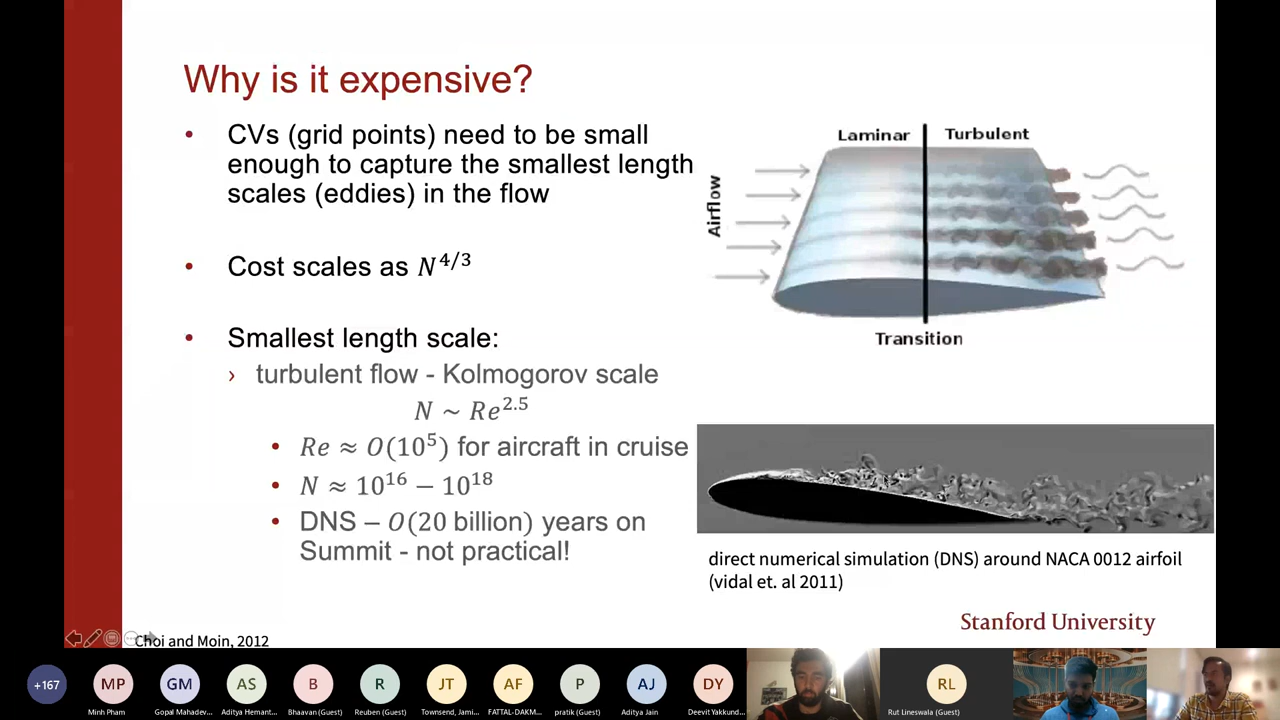 Why is it expensive?
• CVs (grid points) need to be small
enough to capture the smallest length
scales (eddies) in the flow
• Cost scales as N^{4/3}
• Smallest length scale:
› turbulent flow - Kolmogorov scale
N ~ Re^{2.5}
• Re ≈ O(10^5) for aircraft in cruise
• N ≈ 10^{16} − 10^{18}
• DNS – O(20 billion) years on
Summit - not practical!
Choi and Moin, 2012
Laminar Turbulent
Airflow
Transition
direct numerical simulation (DNS) around NACA 0012 airfoil
(vidal et. al 2011)
Stanford University
+167 MP GM AS B R JT AF P AJ DY RL
Minh Pham Gopal Mahadev... Aditya Hemant... Bhaavan (Guest) Reuben (Guest) Townsend, Jami... FATTAL-DAKM... pratik (Guest) Aditya Jain Deevit Yakkund... Rut Lineswala (Guest)